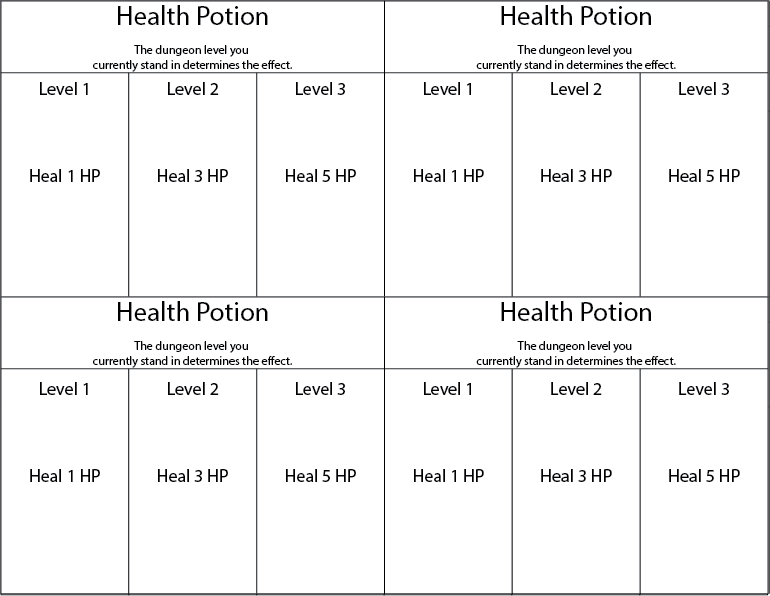 Health Potion
The dungeon level you
currently stand in determines the effect.
Level 1
Level 2
Level 3
Heal 1 HP
Heal 3 HP
Heal 5 HP
Health Potion
The dungeon level you
currently stand in determines the effect.
Level 1
Level 2
Level 3
Heal 1 HP
Heal 3 HP
Heal 5 HP
Health Potion
The dungeon level you
currently stand in determines the effect.
Level 1
Level 2
Level 3
Heal 1 HP
Heal 3 HP
Heal 5 HP
Health Potion
The dungeon level you
currently stand in determines the effect.
Level 1
Level 2
Level 3
Heal 1 HP
Heal 3 HP
Heal 5 HP